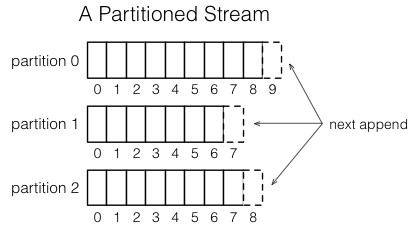 A Partitioned Stream
partition 0
0 1 2 3 4 5 6 7 8 9
partition 1
0 1 2 3 4 5 6 7
next append
partition 2
0 1 2 3 4 5 6 7 8